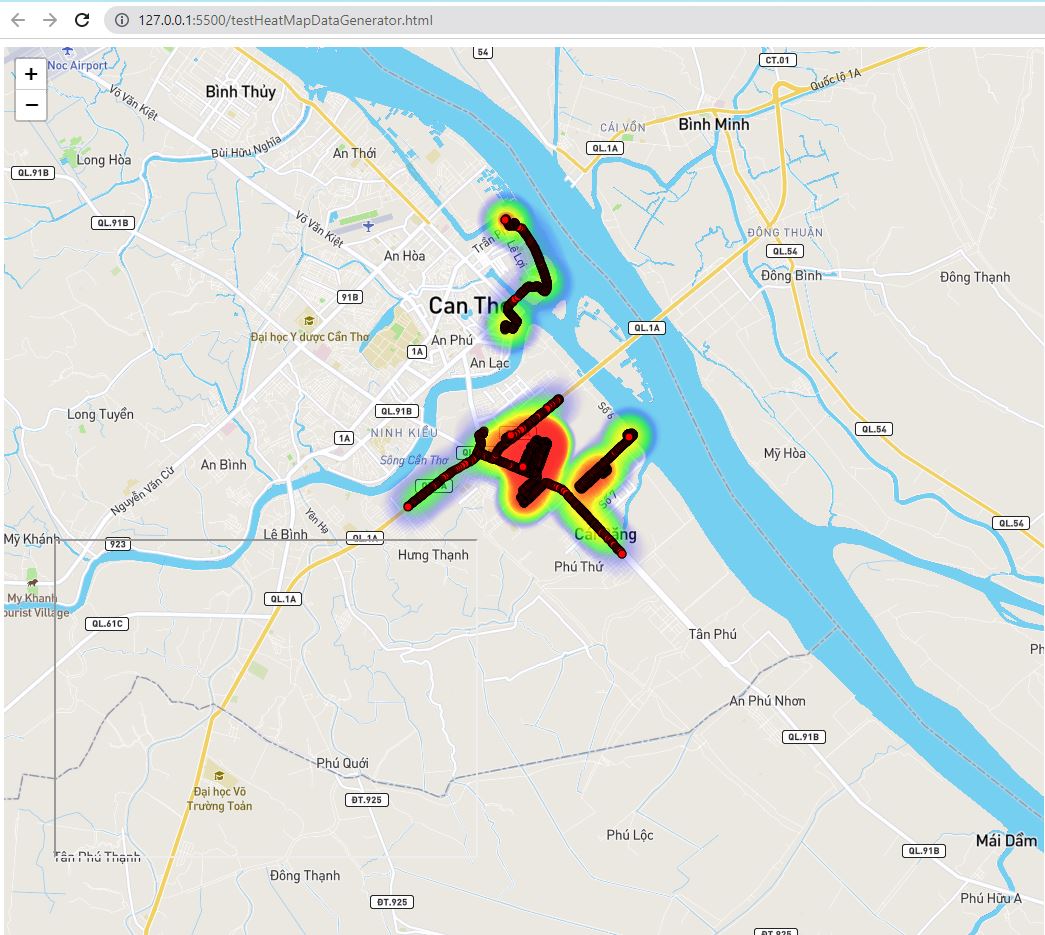 127.0.0.1:5500/testHeatMapDataGenerator.html
54
CT.01
Noc Airport
Quốc lộ 1A
+
−
Võ Văn Kiệt
Bình Thủy
CÁI VỒN
Bình Minh
Bùi Hữu Nghĩa
An Thới
QL.1A
Long Hòa
QL.91B
QL.91B
Võ Văn Kiệt
Trần P
Lê Lợi
ĐÔNG THUẬN
QL.54
An Hòa
Đông Bình
Đông Thạnh
91B
Can Tho
Đại học Y dược Cần Thơ
QL.1A
An Phú
1A
An Lạc
QL.91B
Số 6
Long Tuyền
NINH KIỀU
QL.54
1A
Sông Cần Thơ
Mỹ Hòa
An Bình
Nguyễn Văn Cừ
Số 7
Yên Hạ
QL.54
Lê Bình
Mỹ Khánh
923
QL.1A
Hưng Thạnh
Phú Thứ
My Khanh
ourist Village
QL.1A
QL.61C
Tân Phú
Ph
An Phú Nhơn
QL.91B
Phú Quới
Đại học Võ
Trường Toản
ĐT.925
Phú Lộc
Mái Dầm
QL.91B
Tân Phú Thạnh
Đông Thạnh
ĐT.925
Phú Hữu A
ĐT.925